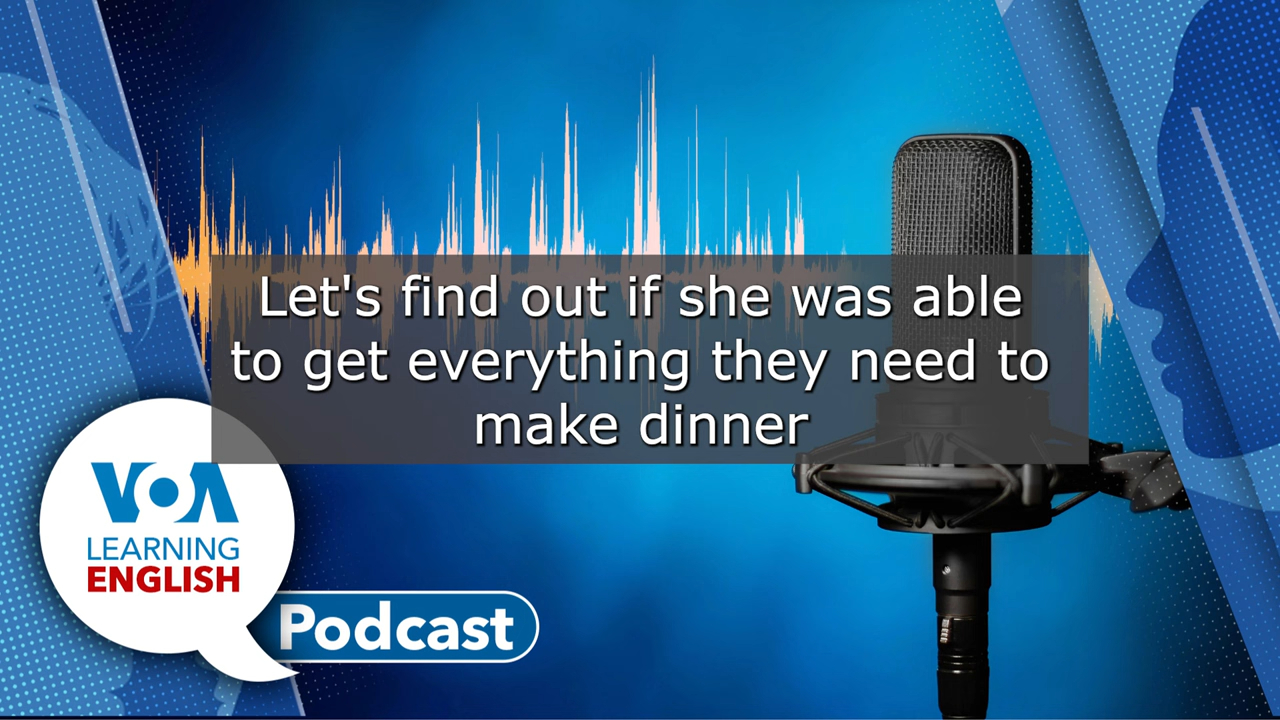 Let's find out if she was able
to get everything they need to
make dinner
VOA
LEARNING
ENGLISH
Podcast